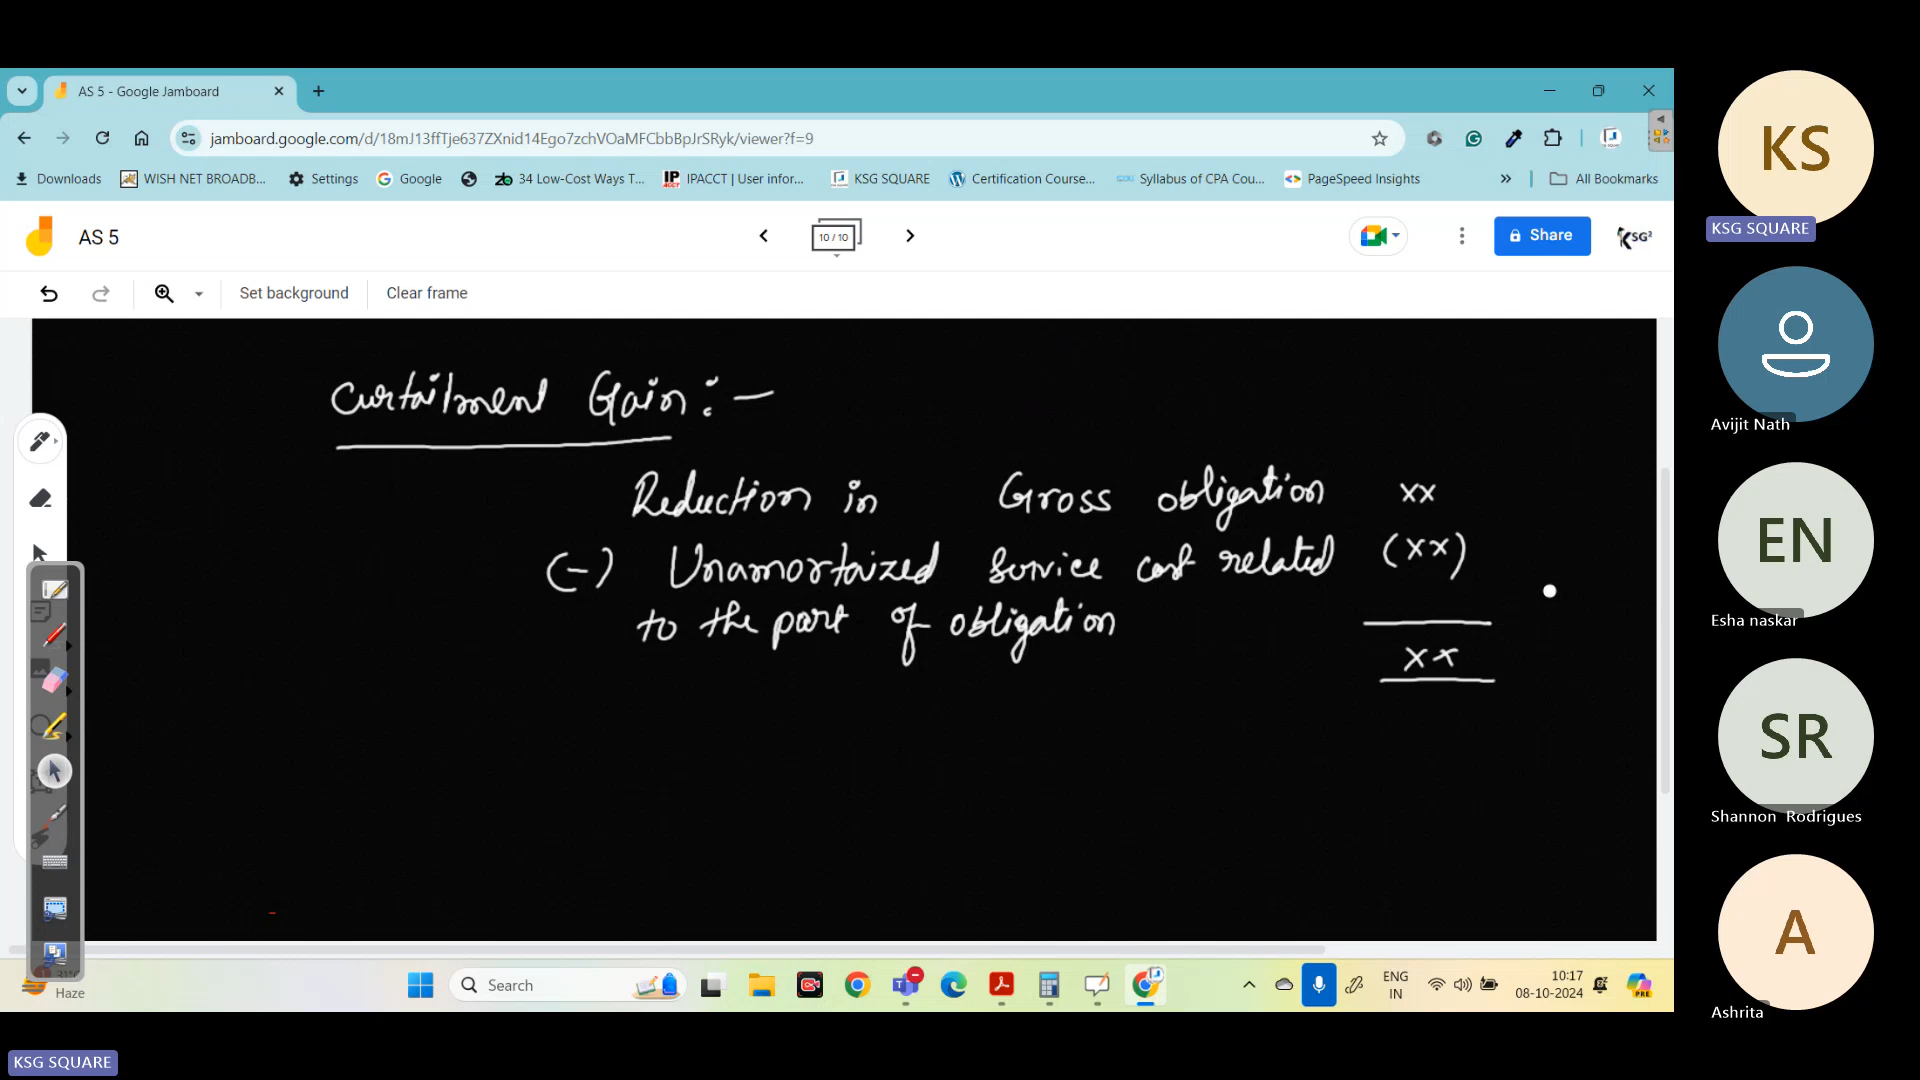 AS 5 - Google Jamboard
jamboard.google.com/d/18mJ13ffTje637ZXnid14Ego7zchVOaMFCbbBpJrSRyk/viewer?f=9
Downloads WISH NET BROADB... Settings Google 34 Low-Cost Ways T... IPACCT | User infor... KSG SQUARE Certification Course... Syllabus of CPA Cou... PageSpeed Insights » All Bookmarks
AS 5 10 / 10 Share KSG²
Set background Clear frame
Curtailment Gain :-
Reduction in Gross obligation xx
(-) Unamortaized Service cost related (xx)
to the part of obligation
xx
KS
KSG SQUARE
Avijit Nath
EN
Esha naskar
SR
Shannon Rodrigues
A
Ashrita
31°C
Haze
Search
ENG
IN
10:17
08-10-2024
PRE
KSG SQUARE